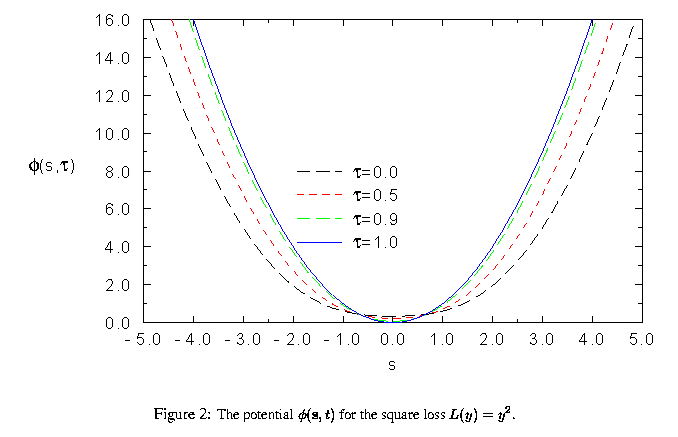 16.0
14.0
12.0
10.0
8.0
6.0
4.0
2.0
0.0
ϕ(s,τ)
τ=0.0
τ=0.5
τ=0.9
τ=1.0
-5.0 -4.0 -3.0 -2.0 -1.0 0.0 1.0 2.0 3.0 4.0 5.0
s
Figure 2: The potential ϕ(s, t) for the square loss L(y) = y².